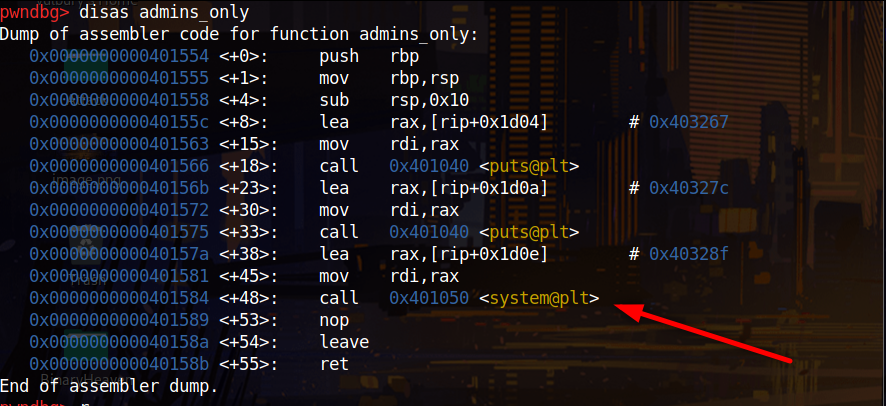 pwndbg> disas admins_only
Dump of assembler code for function admins_only:
0x0000000000401554 <+0>: push rbp
0x0000000000401555 <+1>: mov rbp,rsp
0x0000000000401558 <+4>: sub rsp,0x10
0x000000000040155c <+8>: lea rax,[rip+0x1d04] # 0x403267
0x0000000000401563 <+15>: mov rdi,rax
0x0000000000401566 <+18>: call 0x401040 <puts@plt>
0x000000000040156b <+23>: lea rax,[rip+0x1d0a] # 0x40327c
0x0000000000401572 <+30>: mov rdi,rax
0x0000000000401575 <+33>: call 0x401040 <puts@plt>
0x000000000040157a <+38>: lea rax,[rip+0x1d0e] # 0x40328f
0x0000000000401581 <+45>: mov rdi,rax
0x0000000000401584 <+48>: call 0x401050 <system@plt>
0x0000000000401589 <+53>: nop
0x000000000040158a <+54>: leave
0x000000000040158b <+55>: ret
End of assembler dump.
pwndbg> r